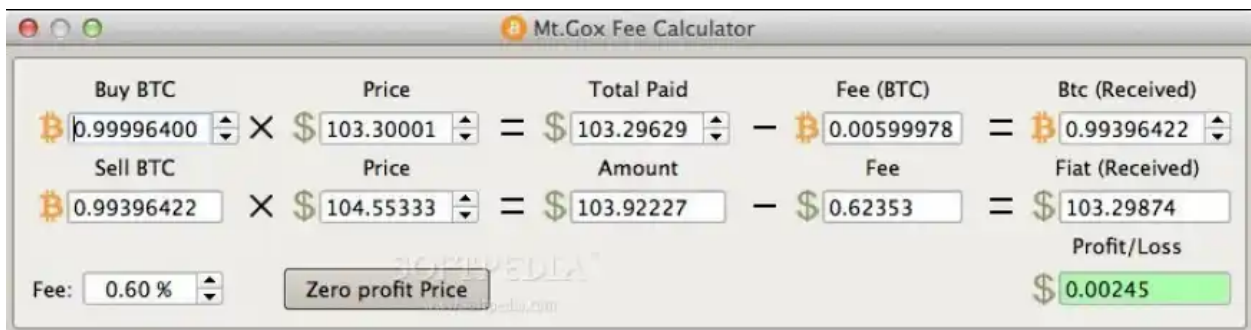 Mt.Gox Fee Calculator
Buy BTC Price Total Paid Fee (BTC) Btc (Received)
0.99996400 × $ 103.30001 = $ 103.29629 − 0.00599978 = 0.99396422
Sell BTC Price Amount Fee Fiat (Received)
0.99396422 × $ 104.55333 = $ 103.92227 − $ 0.62353 = $ 103.29874
Profit/Loss
Fee: 0.60 % Zero profit Price $ 0.00245
SOFTPEDIA